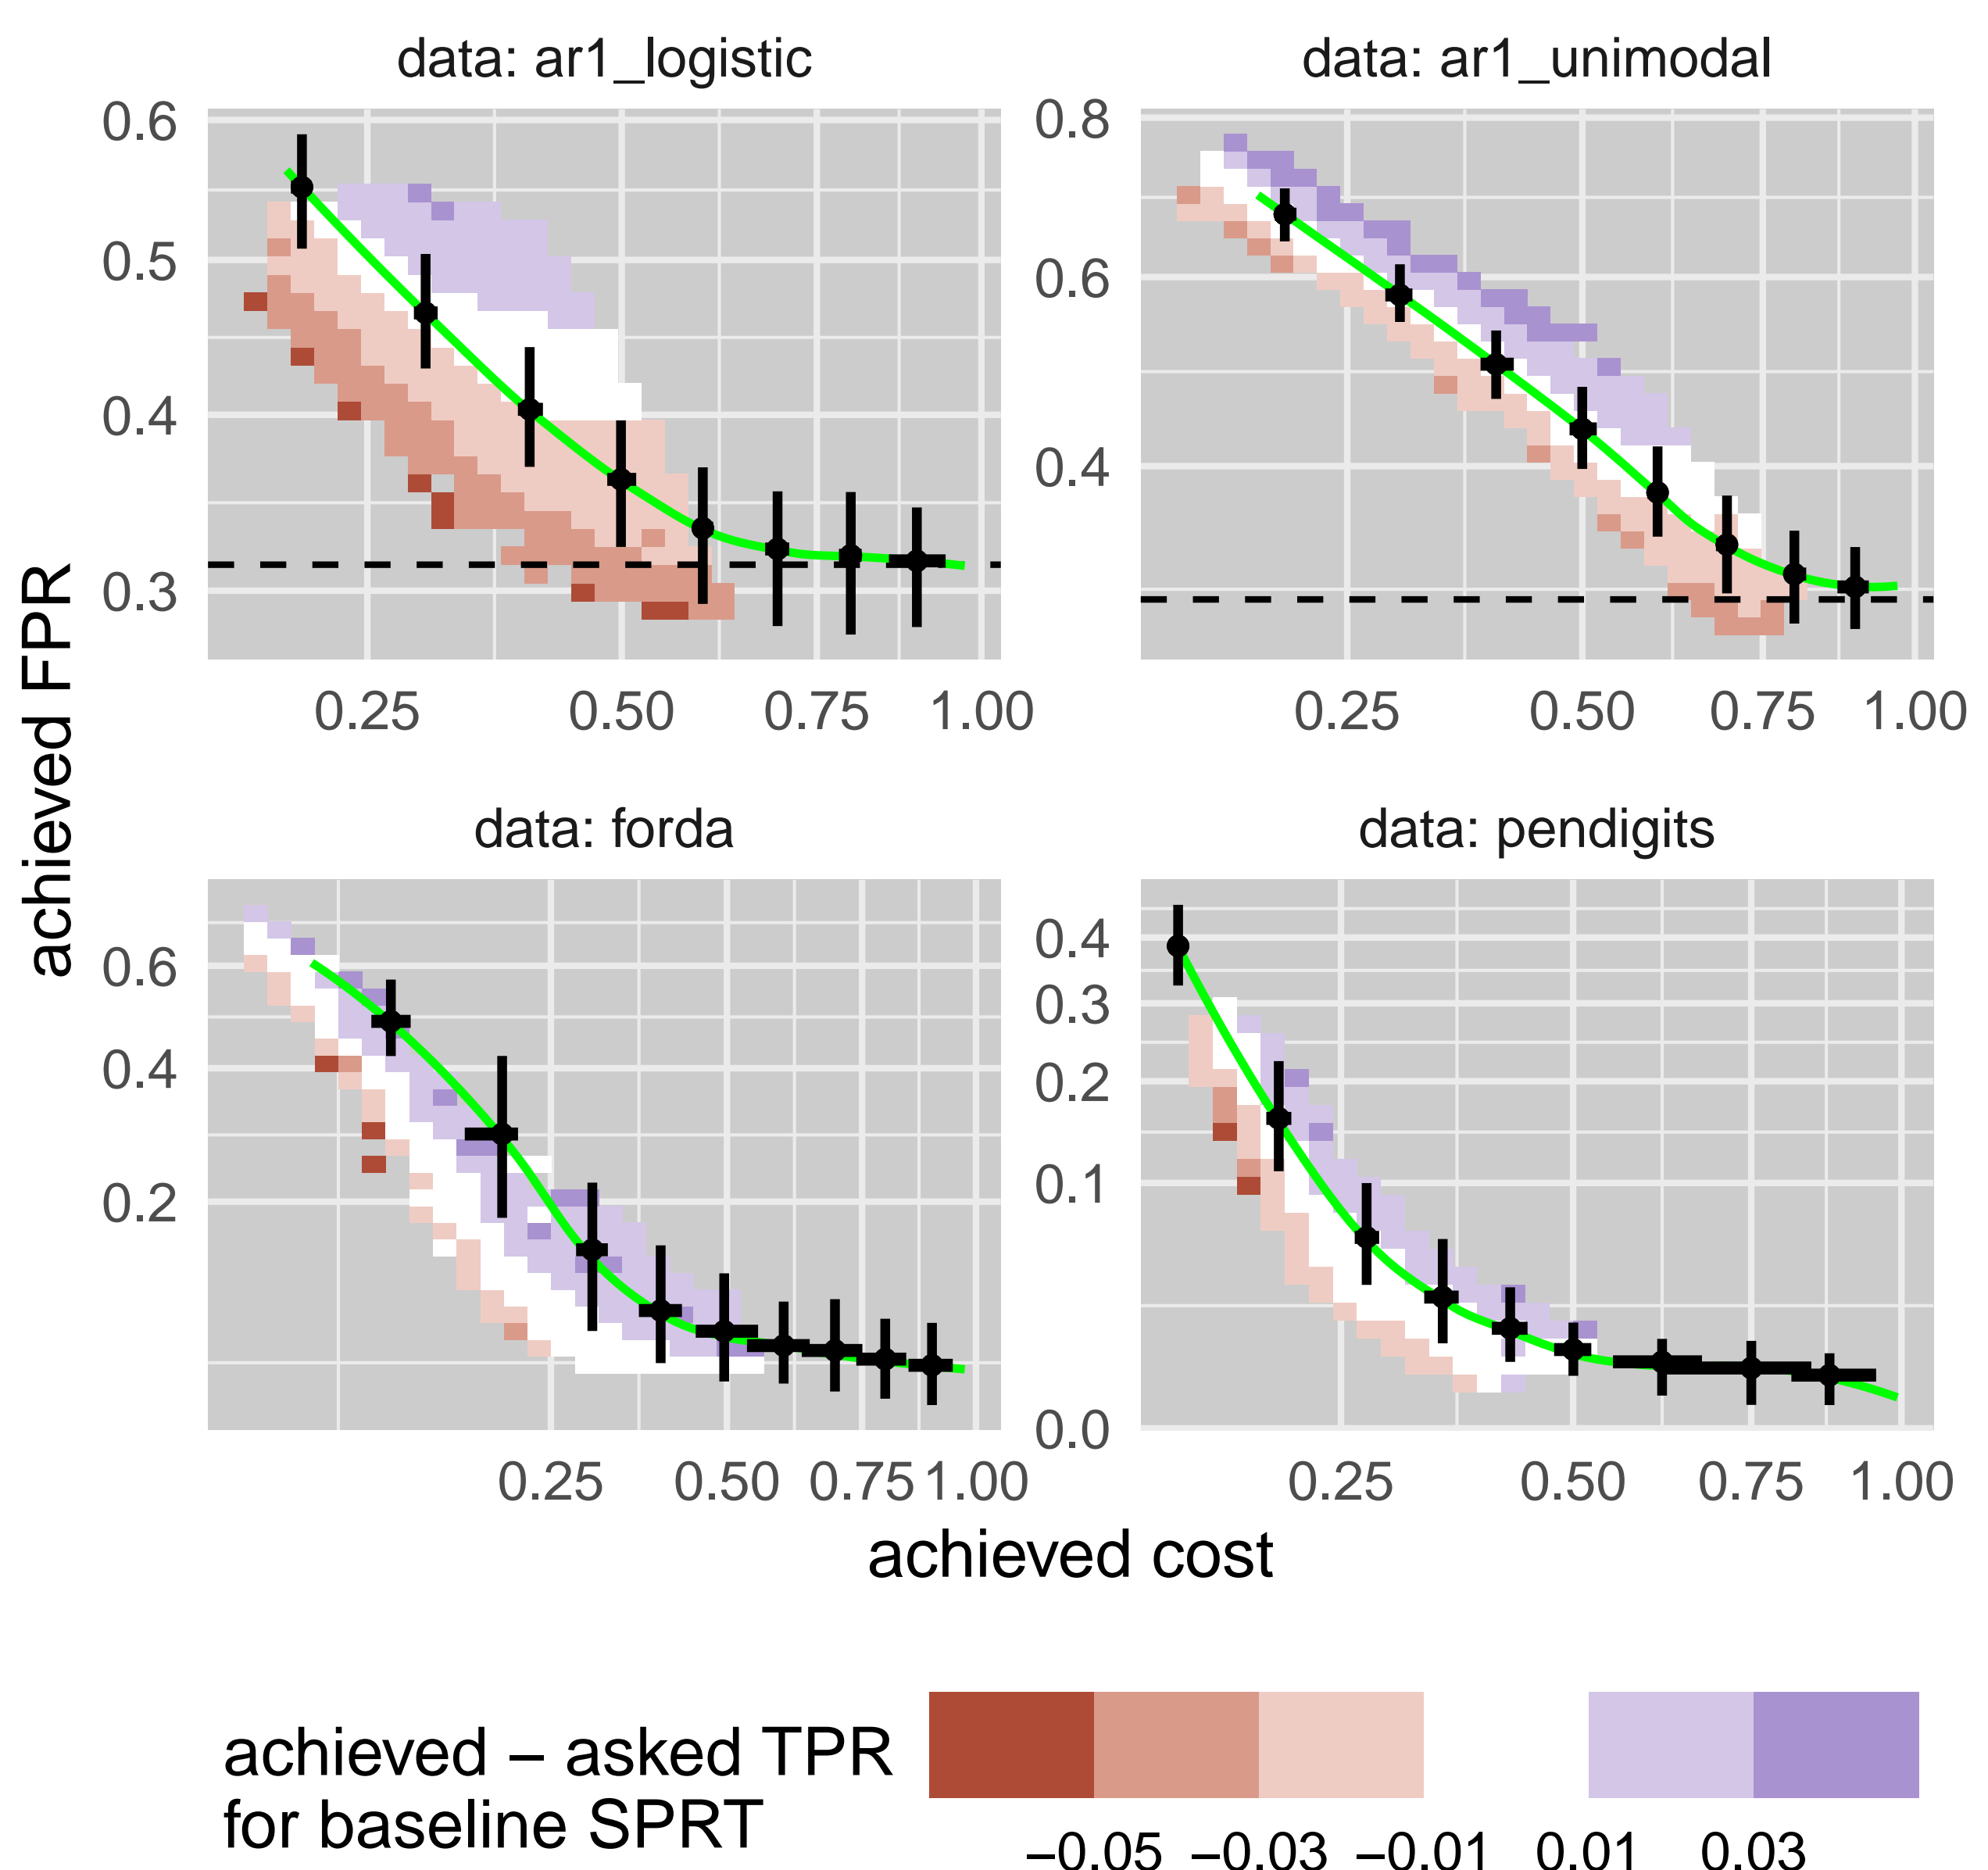 data: ar1_logistic
data: ar1_unimodal
0.6
0.5
0.4
0.3
0.8
0.6
0.4
0.25 0.50 0.75 1.00
0.25 0.50 0.75 1.00
achieved FPR
data: forda
data: pendigits
0.6
0.4
0.2
0.4
0.3
0.2
0.1
0.0
0.25 0.50 0.75 1.00
0.25 0.50 0.75 1.00
achieved cost
achieved − asked TPR
for baseline SPRT
−0.05 −0.03 −0.01 0.01 0.03